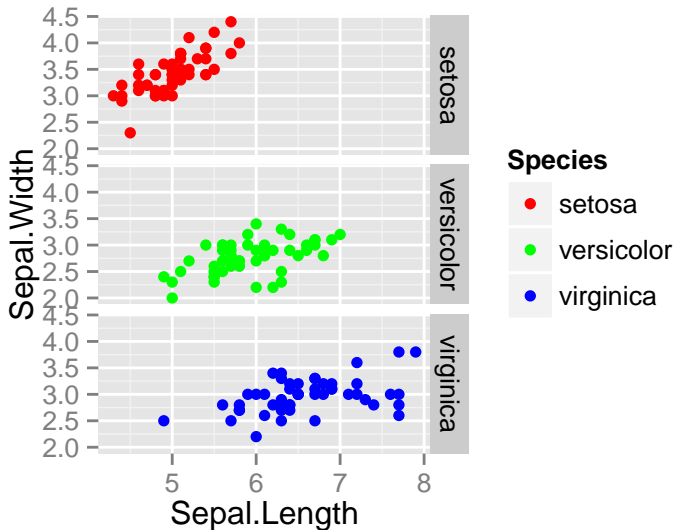 Sepal.Width
4.5
4.0
3.5
3.0
2.5
2.0
setosa
4.5
4.0
3.5
3.0
2.5
2.0
versicolor
4.5
4.0
3.5
3.0
2.5
2.0
virginica
5 6 7 8
Sepal.Length
Species
setosa
versicolor
virginica